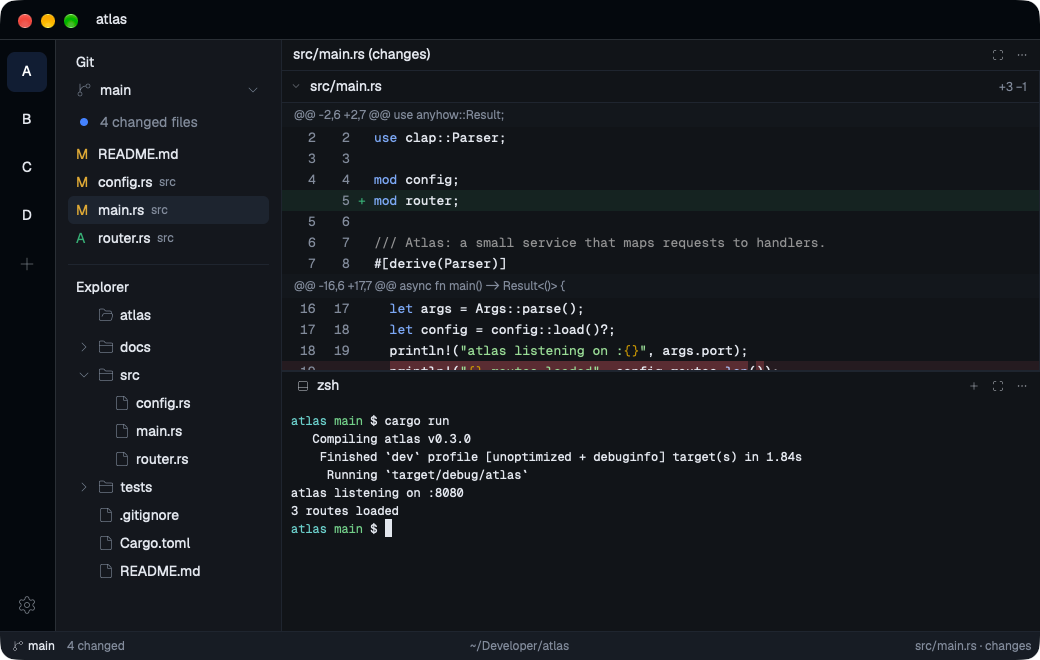 atlas
A
B
C
D
Git
main
4 changed files
M README.md
M config.rs src
M main.rs src
A router.rs src
Explorer
atlas
docs
src
config.rs
main.rs
router.rs
tests
.gitignore
Cargo.toml
README.md
src/main.rs (changes)
src/main.rs +3 −1
@@ -2,6 +2,7 @@ use anyhow::Result;
2 2 use clap::Parser;
3 3
4 4 mod config;
5 + mod router;
5 6
6 7 /// Atlas: a small service that maps requests to handlers.
7 8 #[derive(Parser)]
@@ -16,6 +17,7 @@ async fn main() -> Result<()> {
16 17 let args = Args::parse();
17 18 let config = config::load()?;
18 19 println!("atlas listening on :{}", args.port);
19 println!("{} routes loaded", config.routes.len());
zsh
atlas main $ cargo run
Compiling atlas v0.3.0
Finished `dev` profile [unoptimized + debuginfo] target(s) in 1.84s
Running `target/debug/atlas`
atlas listening on :8080
3 routes loaded
atlas main $
main 4 changed
~/Developer/atlas
src/main.rs · changes